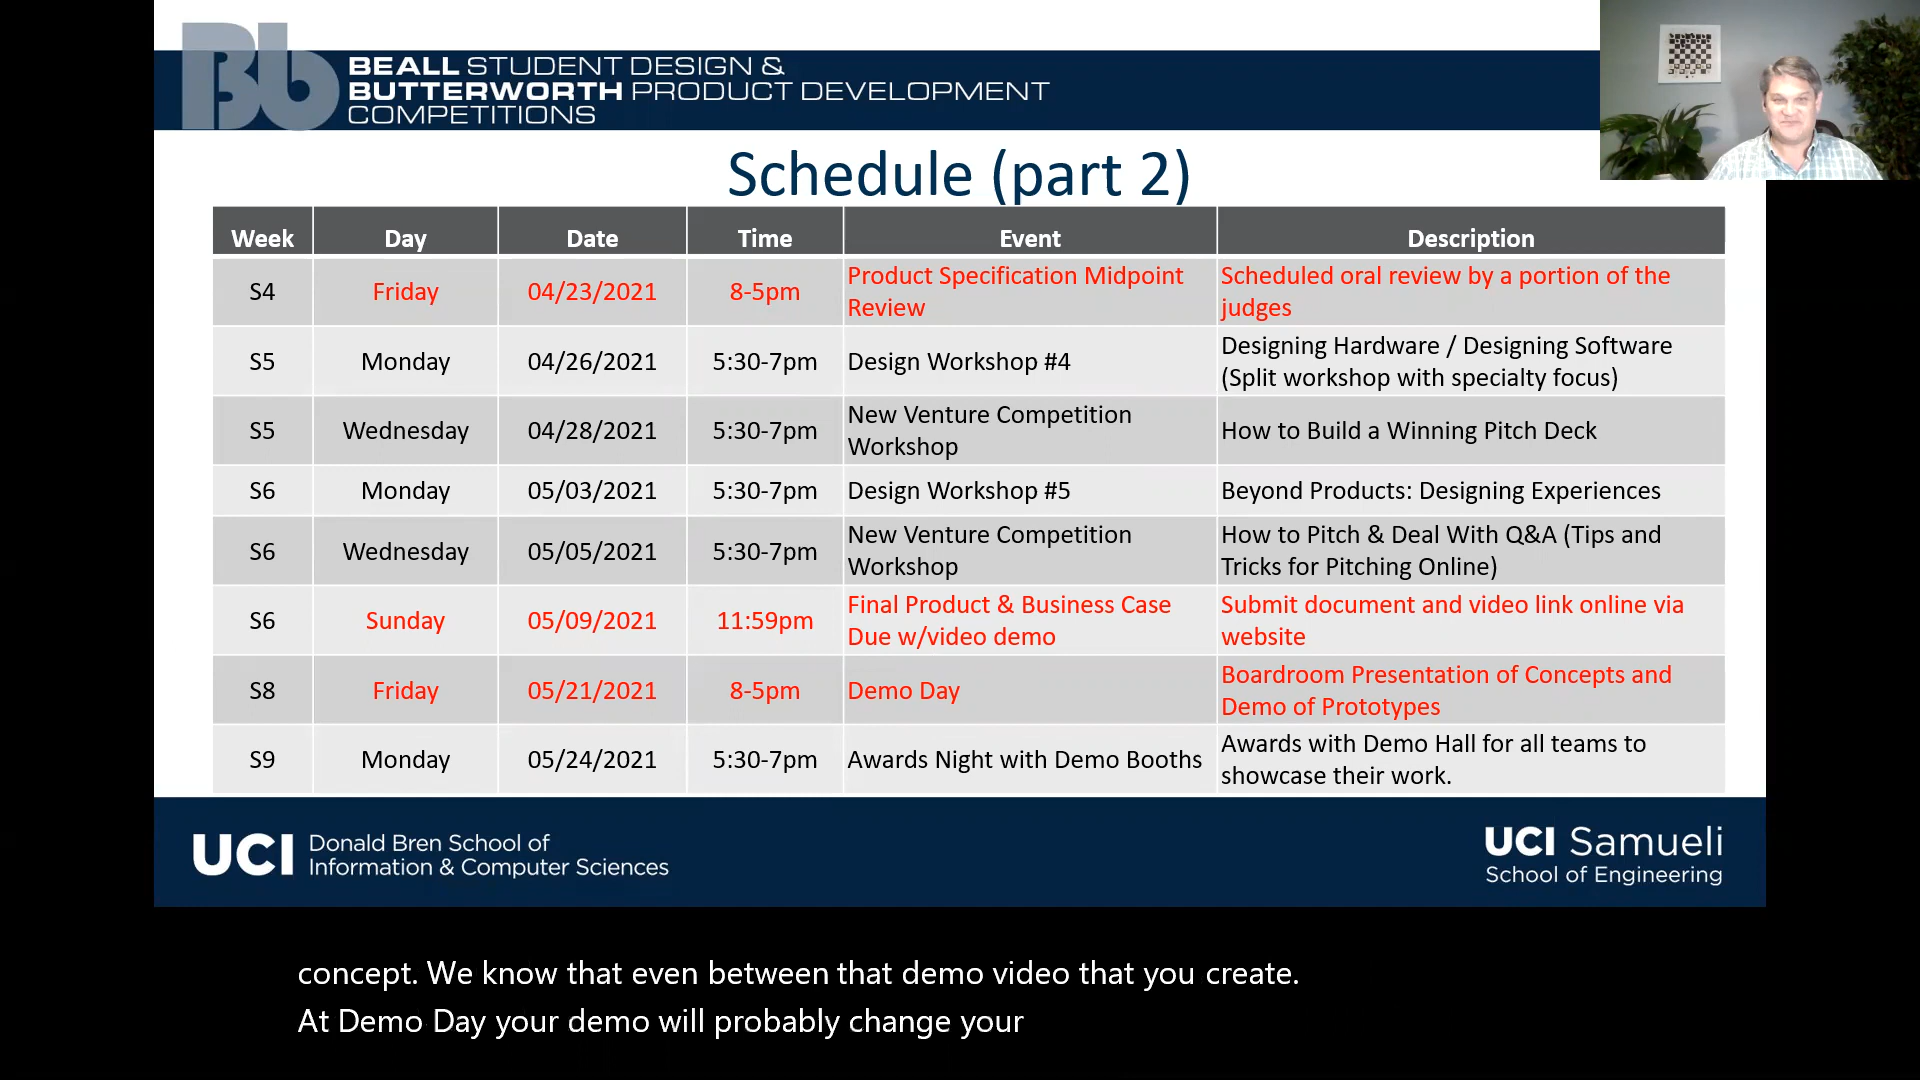 Bb
BEALL STUDENT DESIGN &
BUTTERWORTH PRODUCT DEVELOPMENT
COMPETITIONS
Schedule (part 2)
Week Day Date Time Event Description
S4 Friday 04/23/2021 8-5pm Product Specification Midpoint Review Scheduled oral review by a portion of the judges
S5 Monday 04/26/2021 5:30-7pm Design Workshop #4 Designing Hardware / Designing Software (Split workshop with specialty focus)
S5 Wednesday 04/28/2021 5:30-7pm New Venture Competition Workshop How to Build a Winning Pitch Deck
S6 Monday 05/03/2021 5:30-7pm Design Workshop #5 Beyond Products: Designing Experiences
S6 Wednesday 05/05/2021 5:30-7pm New Venture Competition Workshop How to Pitch & Deal With Q&A (Tips and Tricks for Pitching Online)
S6 Sunday 05/09/2021 11:59pm Final Product & Business Case Due w/video demo Submit document and video link online via website
S8 Friday 05/21/2021 8-5pm Demo Day Boardroom Presentation of Concepts and Demo of Prototypes
S9 Monday 05/24/2021 5:30-7pm Awards Night with Demo Booths Awards with Demo Hall for all teams to showcase their work.
UCI Donald Bren School of
Information & Computer Sciences
UCI Samueli
School of Engineering
concept. We know that even between that demo video that you create.
At Demo Day your demo will probably change your